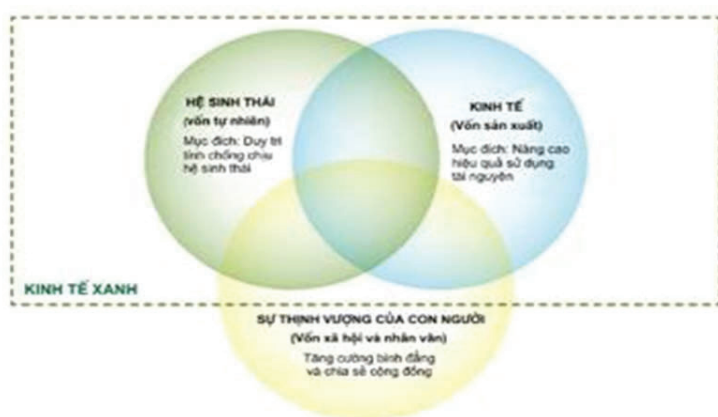 HỆ SINH THÁI
(vốn tự nhiên)
Mục đích: Duy trì
tính chống chịu
hệ sinh thái
KINH TẾ
(Vốn sản xuất)
Mục đích: Nâng cao
hiệu quả sử dụng
tài nguyên
KINH TẾ XANH
SỰ THỊNH VƯỢNG CỦA CON NGƯỜI
(Vốn xã hội và nhân văn)
Tăng cường bình đẳng
và chia sẻ cộng đồng